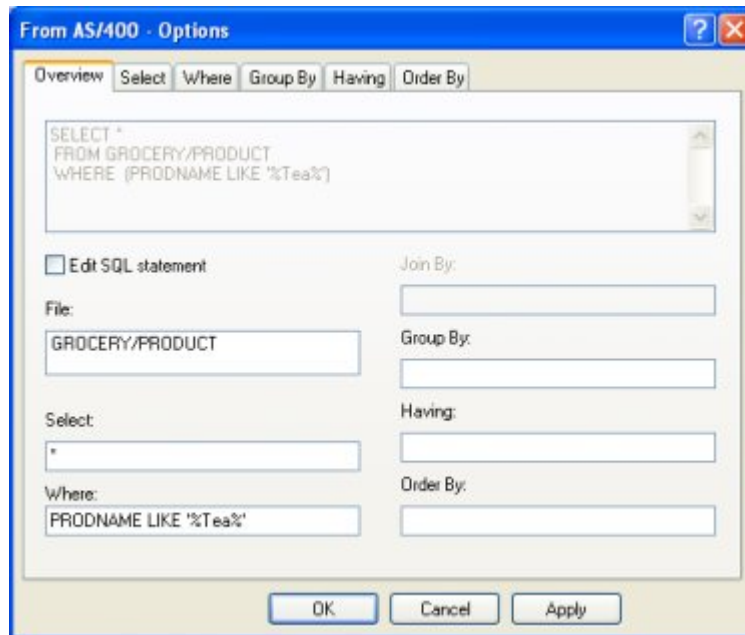 From AS/400 - Options
Overview Select Where Group By Having Order By
SELECT *
FROM GROCERY/PRODUCT
WHERE (PRODNAME LIKE '%Tea%')
Edit SQL statement
Join By:
File:
GROCERY/PRODUCT
Group By:
Select:
*
Having:
Where:
PRODNAME LIKE '%Tea%'
Order By:
OK Cancel Apply